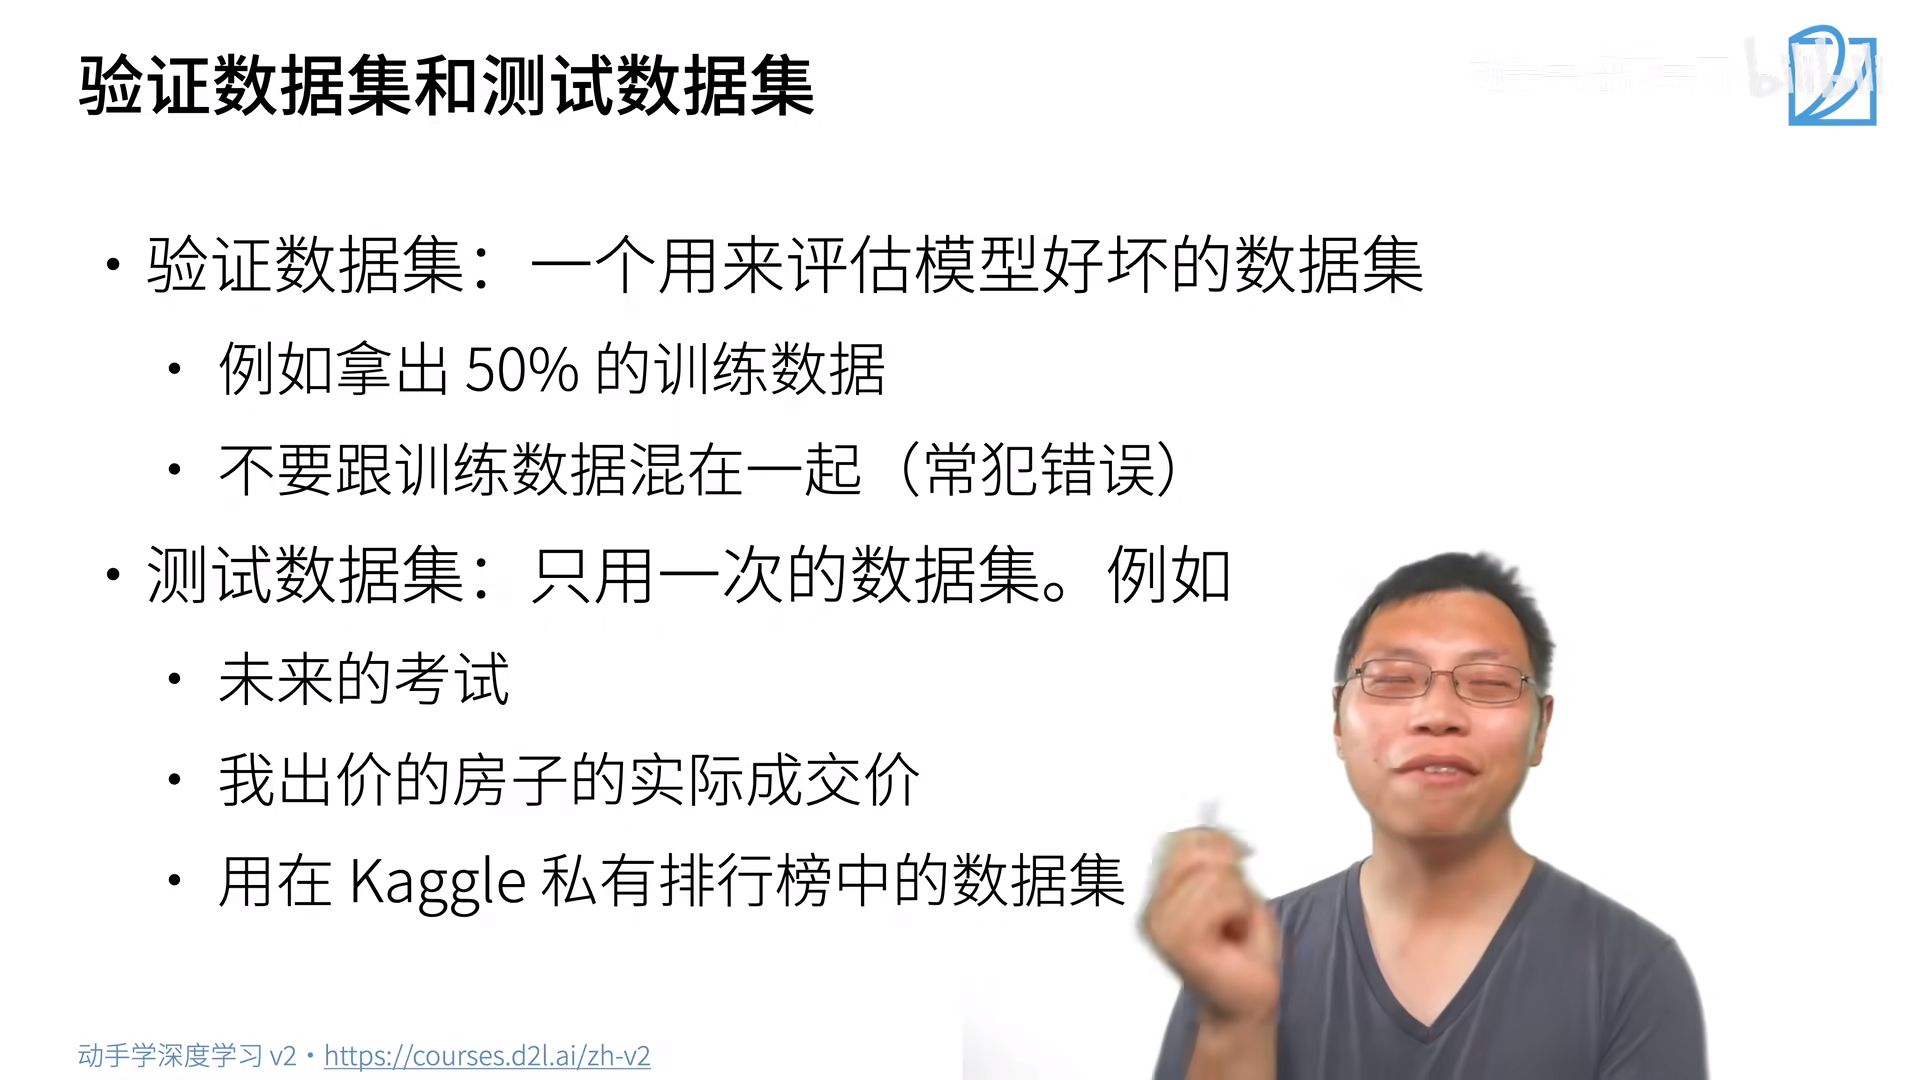 验证数据集和测试数据集
bilibili
• 验证数据集：一个用来评估模型好坏的数据集
• 例如拿出 50% 的训练数据
• 不要跟训练数据混在一起（常犯错误）
• 测试数据集：只用一次的数据集。例如
• 未来的考试
• 我出价的房子的实际成交价
• 用在 Kaggle 私有排行榜中的数据集
动手学深度学习 v2 • https://courses.d2l.ai/zh-v2